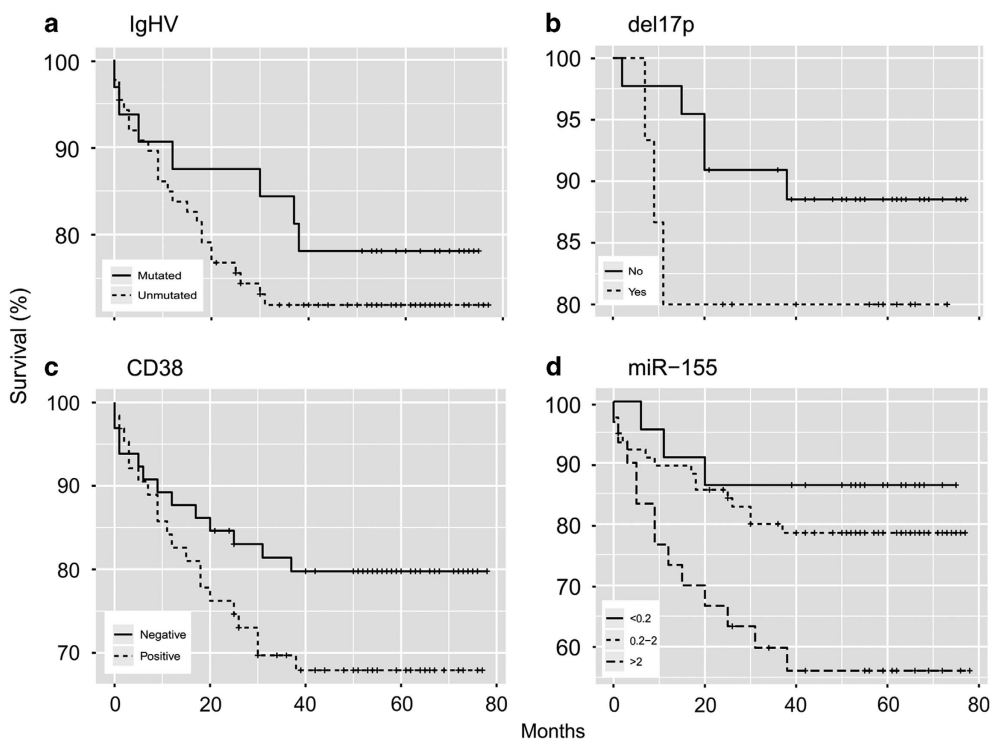 a IgHV
100
90
80
Mutated
Unmutated
b del17p
100
95
90
85
80
No
Yes
Survival (%)
c CD38
100
90
80
70
Negative
Positive
0 20 40 60 80
d miR−155
100
90
80
70
60
<0.2
0.2−2
>2
0 20 40 60 80
Months